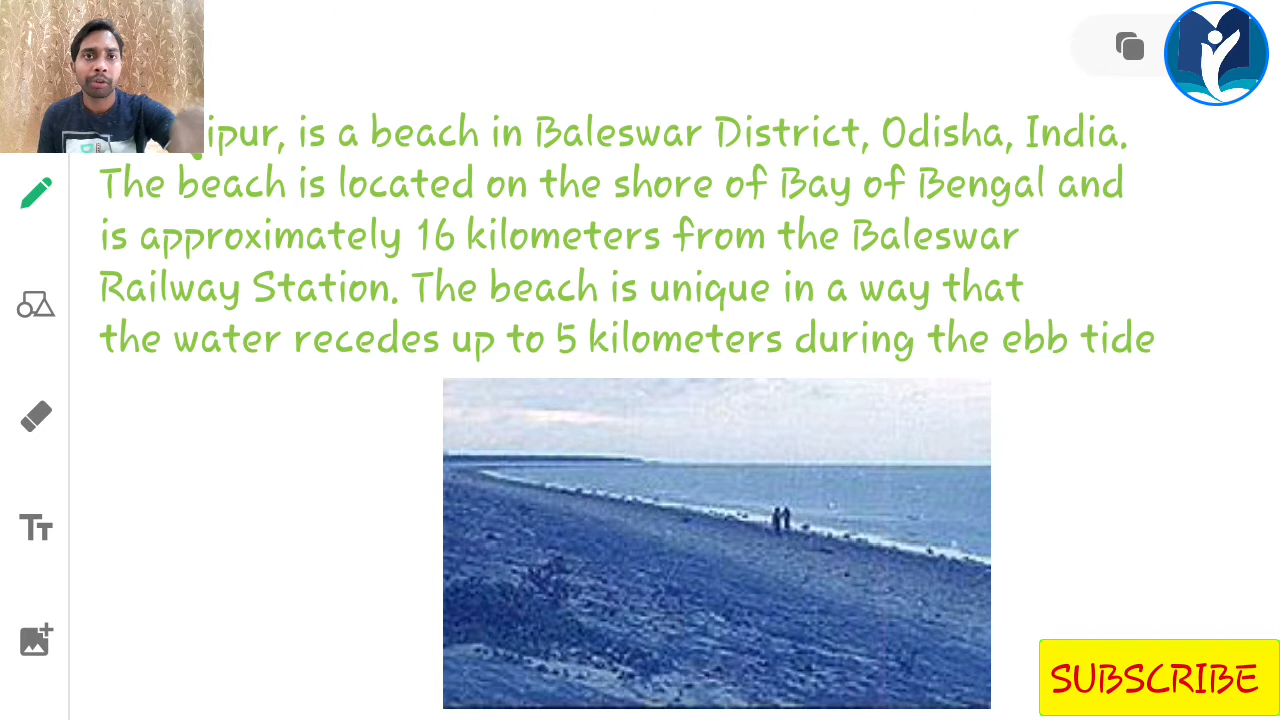 is a beach in Baleswar District, Odisha, India.
The beach is located on the shore of Bay of Bengal and
is approximately 16 kilometers from the Baleswar
Railway Station. The beach is unique in a way that
the water recedes up to 5 kilometers during the ebb tide
SUBSCRIBE